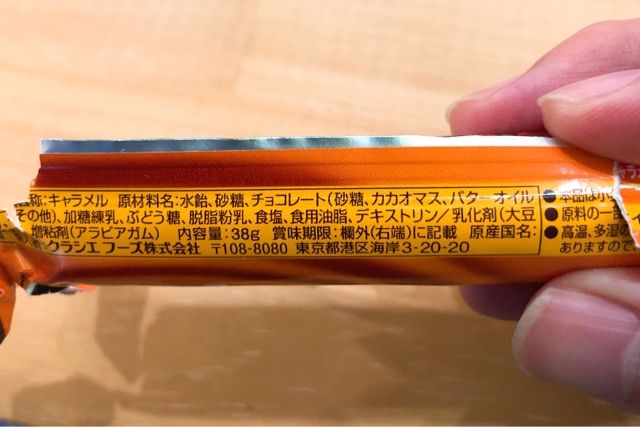 称:キャラメル 原材料名:水飴、砂糖、チョコレート(砂糖、カカオマス、バターオイル
その他)、加糖練乳、ぶどう糖、脱脂粉乳、食塩、食用油脂、デキストリン/乳化剤(大豆
増粘剤(アラビアガム) 内容量:38g 賞味期限:欄外(右端)に記載 原産国名:
クラシエフーズ株式会社 〒108-8080 東京都港区海岸3-20-20
●本品は小
●原料の一部
●高温、多湿の
ありますので